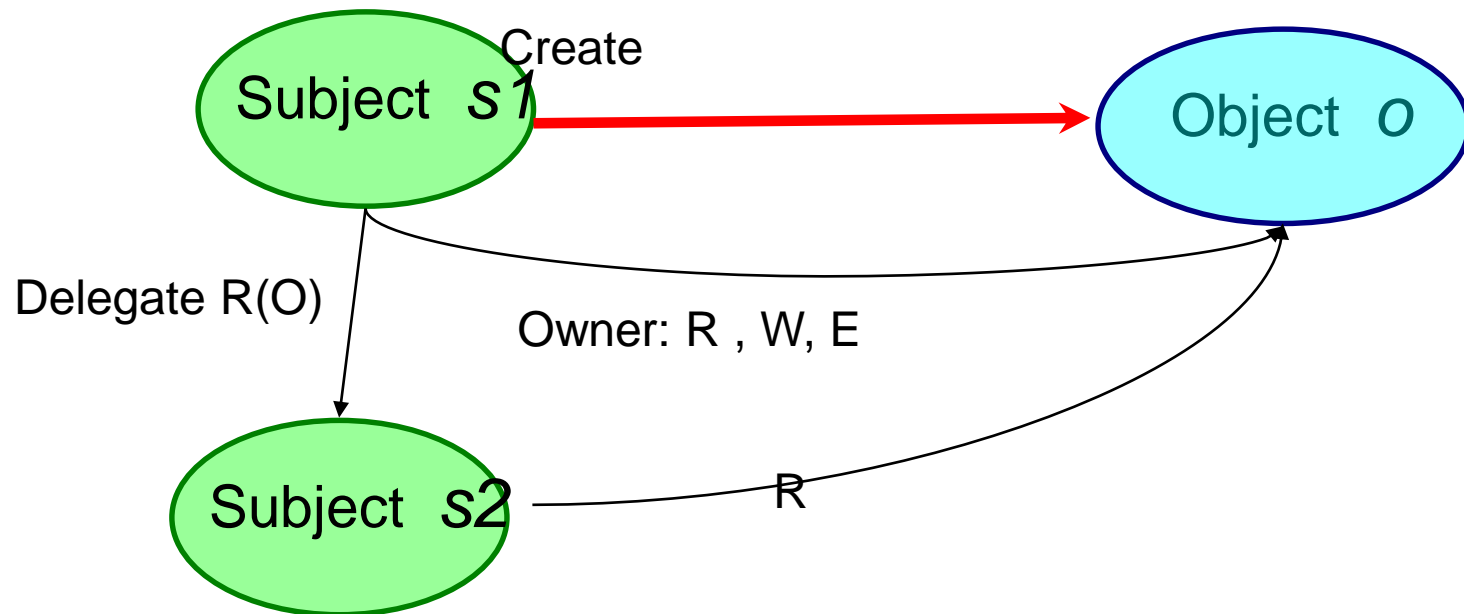 Create
Subject s1
Object o
Delegate R(O)
Owner: R , W, E
Subject s2
R